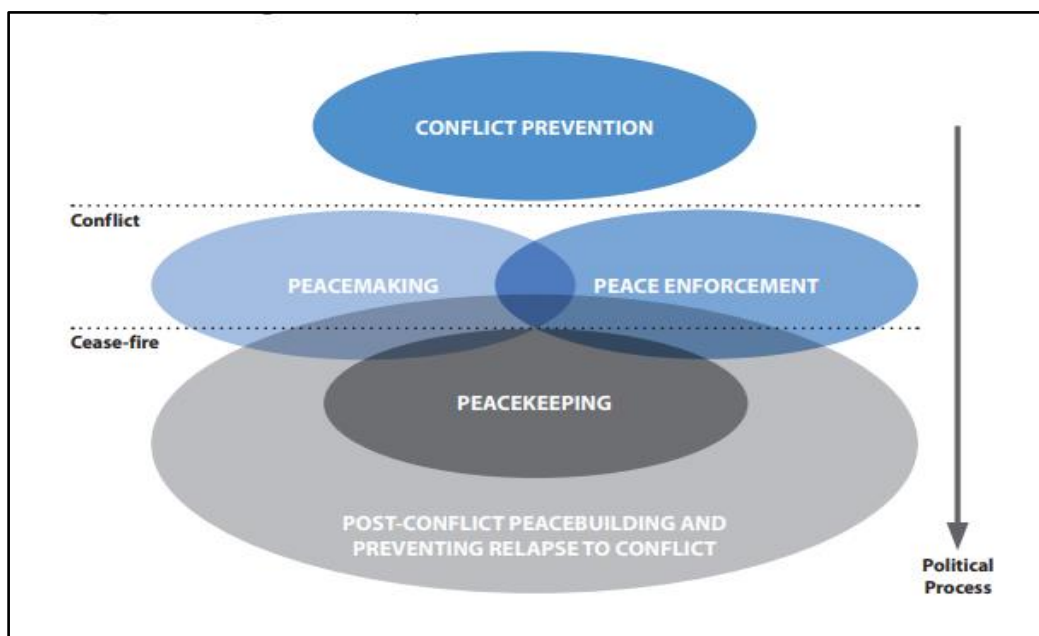 CONFLICT PREVENTION
Conflict
PEACEMAKING
PEACE ENFORCEMENT
Cease-fire
PEACEKEEPING
POST-CONFLICT PEACEBUILDING AND
PREVENTING RELAPSE TO CONFLICT
Political
Process